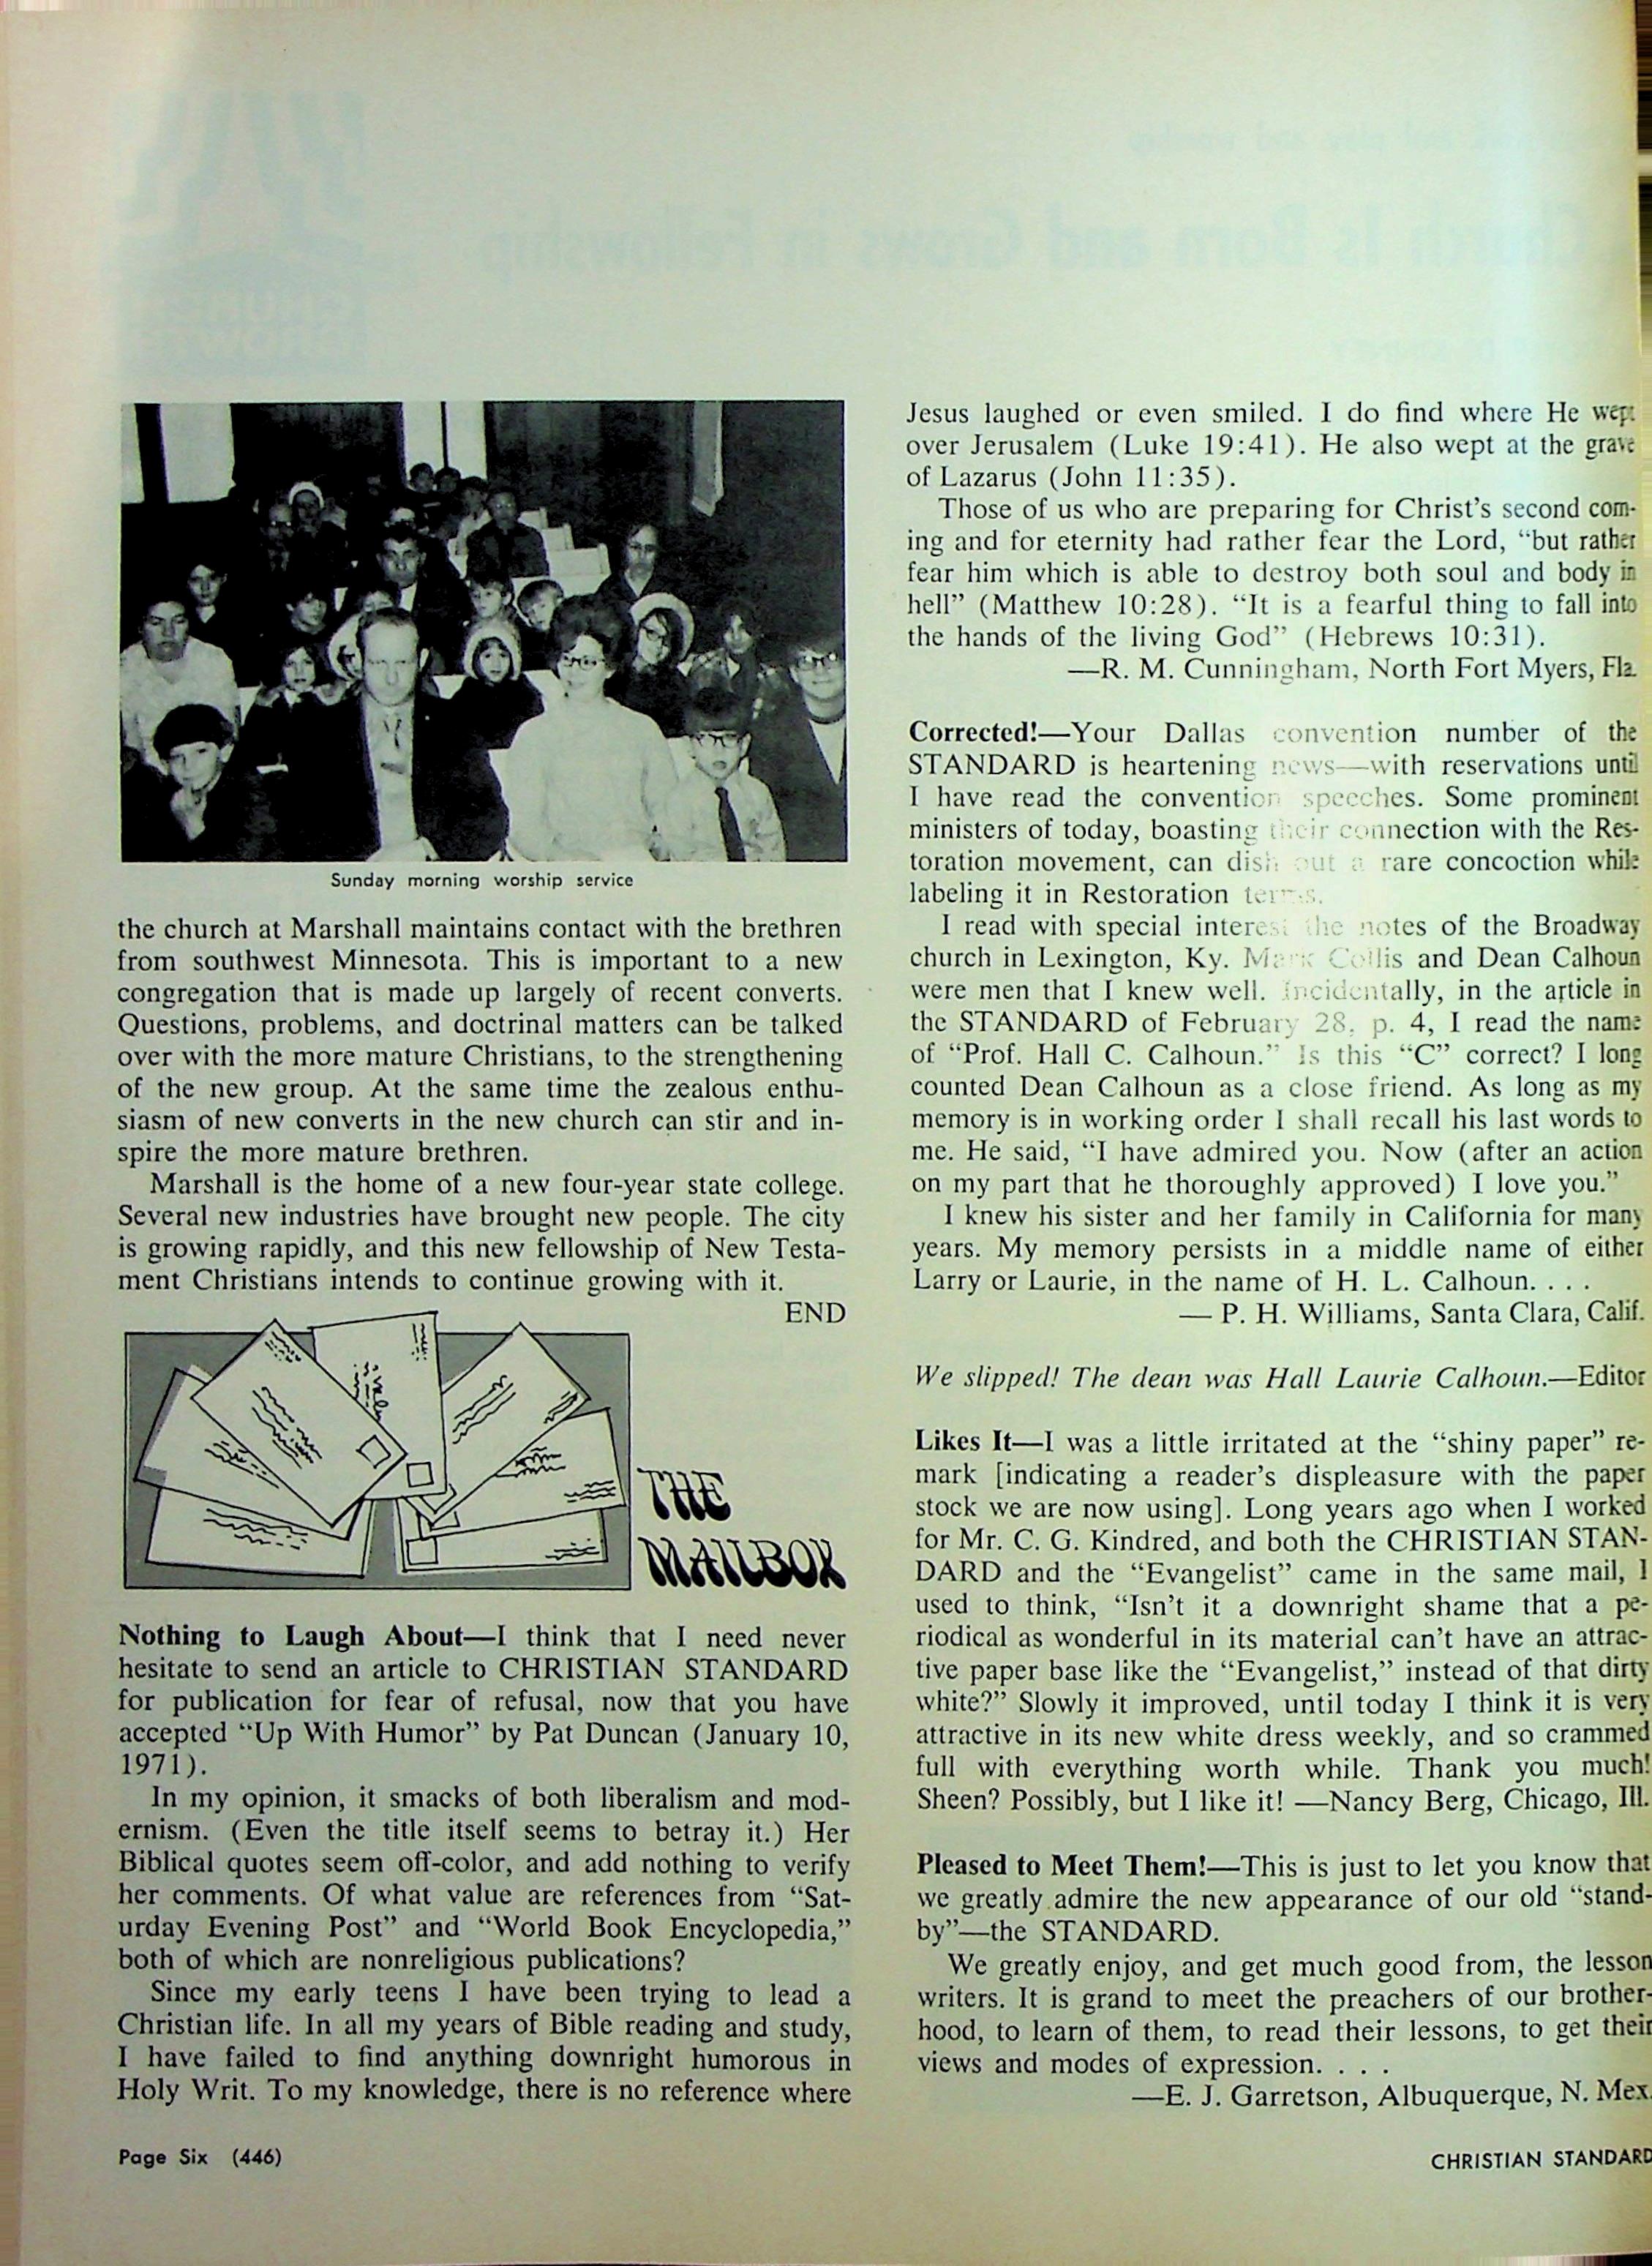 Sunday morning worship service
the church at Marshall maintains contact with the brethren
from southwest Minnesota. This is important to a new
congregation that is made up largely of recent converts.
Questions, problems, and doctrinal matters can be talked
over with the more mature Christians, to the strengthening
of the new group. At the same time the zealous enthu-
siasm of new converts in the new church can stir and in-
spire the more mature brethren.
Marshall is the home of a new four-year state college.
Several new industries have brought new people. The city
is growing rapidly, and this new fellowship of New Testa-
ment Christians intends to continue growing with it.
END
THE
MAILBOX
Nothing to Laugh About—I think that I need never
hesitate to send an article to CHRISTIAN STANDARD
for publication for fear of refusal, now that you have
accepted “Up With Humor” by Pat Duncan (January 10,
1971).
In my opinion, it smacks of both liberalism and mod-
ernism. (Even the title itself seems to betray it.) Her
Biblical quotes seem off-color, and add nothing to verify
her comments. Of what value are references from “Sat-
urday Evening Post” and “World Book Encyclopedia,”
both of which are nonreligious publications?
Since my early teens I have been trying to lead a
Christian life. In all my years of Bible reading and study,
I have failed to find anything downright humorous in
Holy Writ. To my knowledge, there is no reference where
Jesus laughed or even smiled. I do find where He wept
over Jerusalem (Luke 19:41). He also wept at the grave
of Lazarus (John 11:35).
Those of us who are preparing for Christ’s second com-
ing and for eternity had rather fear the Lord, “but rather
fear him which is able to destroy both soul and body in
hell” (Matthew 10:28). “It is a fearful thing to fall into
the hands of the living God” (Hebrews 10:31).
—R. M. Cunningham, North Fort Myers, Fla.
Corrected!—Your Dallas convention number of the
STANDARD is heartening news—with reservations until
I have read the convention speeches. Some prominent
ministers of today, boasting their connection with the Res-
toration movement, can dish out a rare concoction while
labeling it in Restoration terms.
I read with special interest the notes of the Broadway
church in Lexington, Ky. Mark Collis and Dean Calhoun
were men that I knew well. Incidentally, in the article in
the STANDARD of February 28, p. 4, I read the name
of “Prof. Hall C. Calhoun.” Is this “C” correct? I long
counted Dean Calhoun as a close friend. As long as my
memory is in working order I shall recall his last words to
me. He said, “I have admired you. Now (after an action
on my part that he thoroughly approved) I love you.”
I knew his sister and her family in California for many
years. My memory persists in a middle name of either
Larry or Laurie, in the name of H. L. Calhoun. . . .
— P. H. Williams, Santa Clara, Calif.
We slipped! The dean was Hall Laurie Calhoun.—Editor
Likes It—I was a little irritated at the “shiny paper” re-
mark [indicating a reader’s displeasure with the paper
stock we are now using]. Long years ago when I worked
for Mr. C. G. Kindred, and both the CHRISTIAN STAN-
DARD and the “Evangelist” came in the same mail, I
used to think, “Isn’t it a downright shame that a pe-
riodical as wonderful in its material can’t have an attrac-
tive paper base like the “Evangelist,” instead of that dirty
white?” Slowly it improved, until today I think it is very
attractive in its new white dress weekly, and so crammed
full with everything worth while. Thank you much!
Sheen? Possibly, but I like it! —Nancy Berg, Chicago, Ill.
Pleased to Meet Them!—This is just to let you know that
we greatly admire the new appearance of our old “stand-
by”—the STANDARD.
We greatly enjoy, and get much good from, the lesson
writers. It is grand to meet the preachers of our brother-
hood, to learn of them, to read their lessons, to get their
views and modes of expression. . . .
—E. J. Garretson, Albuquerque, N. Mex.
Page Six (446)
CHRISTIAN STANDARD